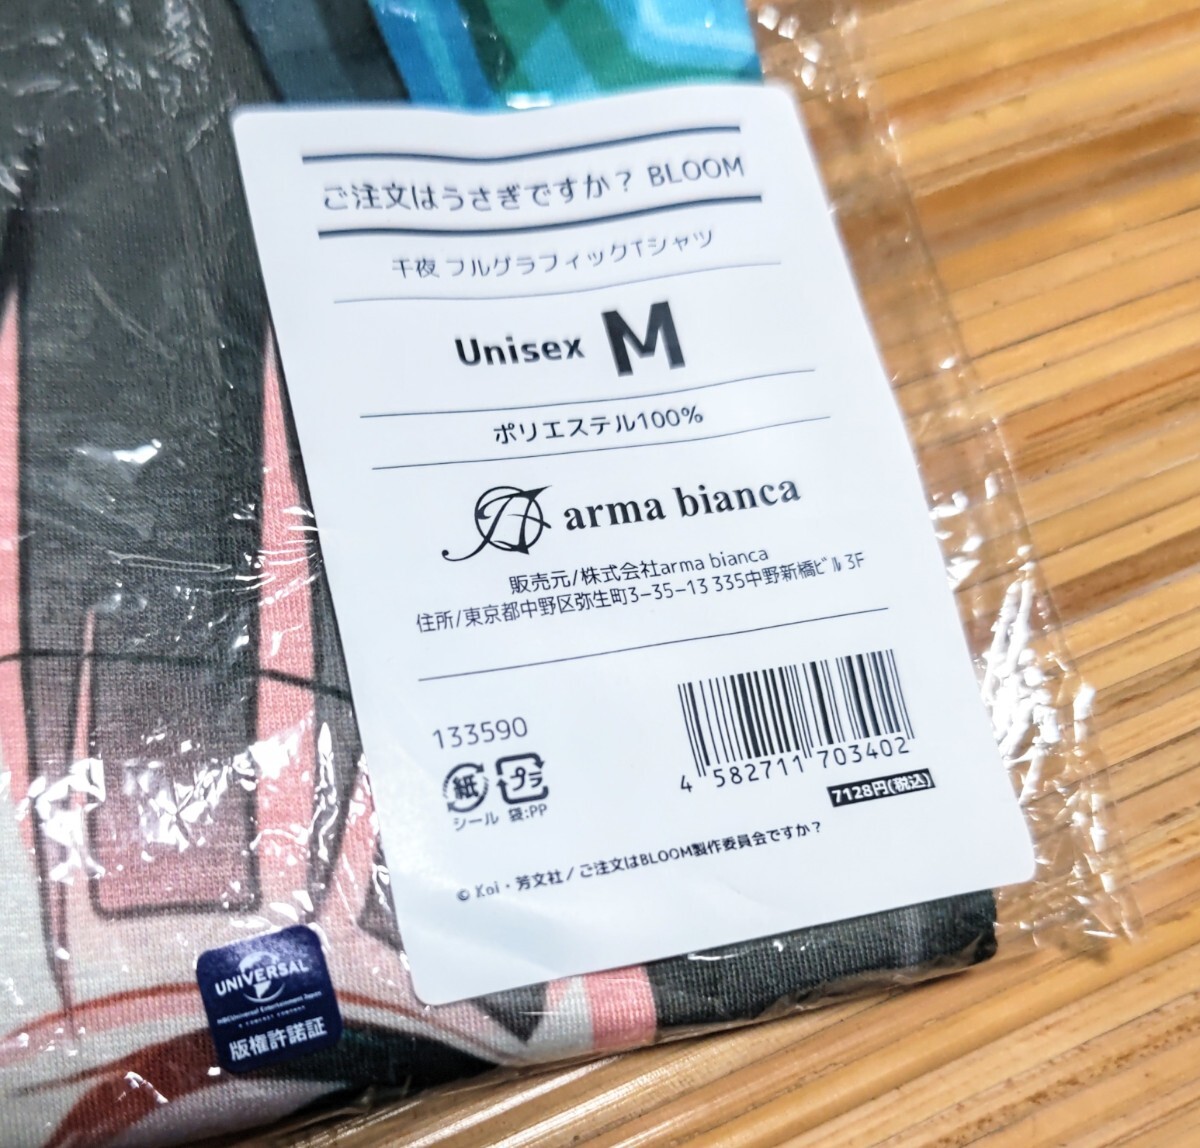 ご注文はうさぎですか？ BLOOM
千夜 フルグラフィックTシャツ
Unisex M
ポリエステル100%
arma bianca
販売元/株式会社arma bianca
住所/東京都中野区弥生町3-35-13 335中野新橋ビル3F
133590
紙 プラ
シール 袋:PP
4 582711 703402
7128円(税込)
© Koi・芳文社/ご注文はBLOOM製作委員会ですか？
UNIVERSAL
NBCUniversal Entertainment Japan
A COMCAST COMPANY
版権許諾証